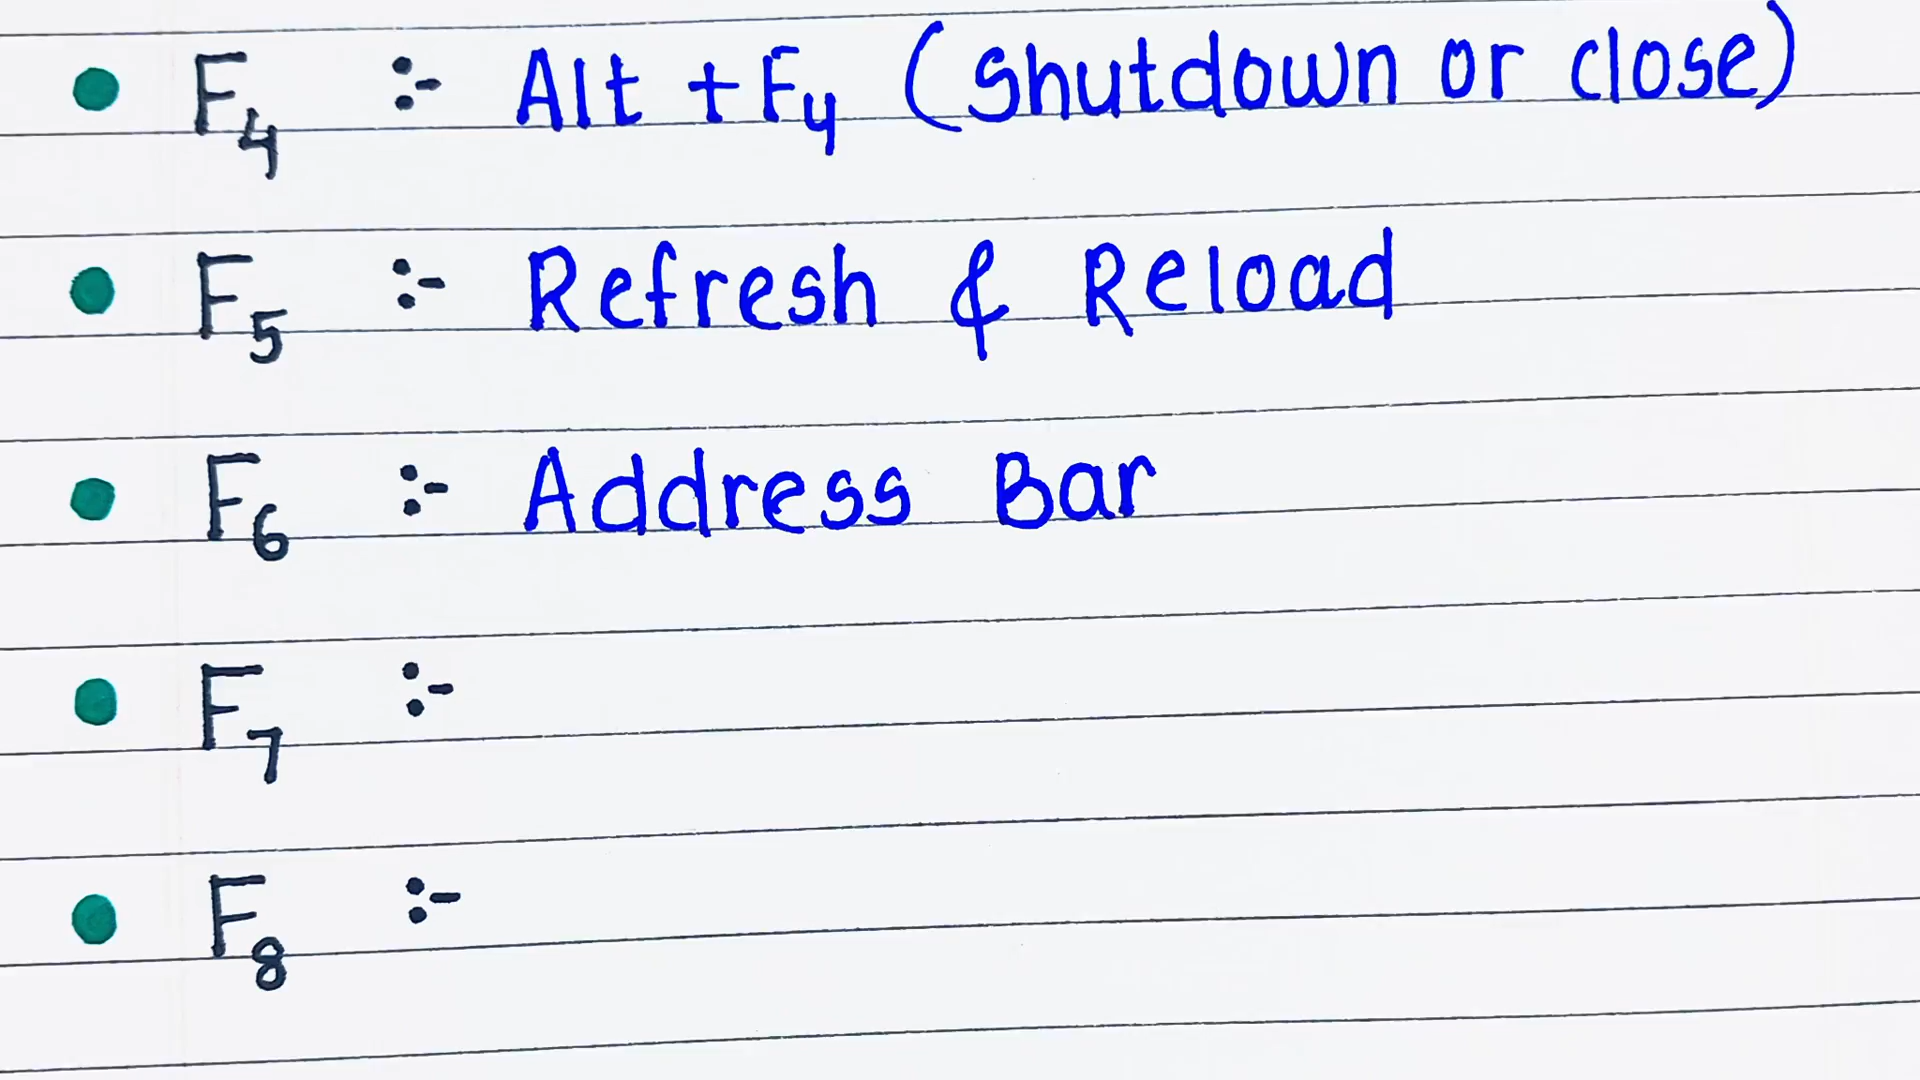 F4 :- Alt + F4 (Shutdown or close)
F5 :- Refresh & Reload
F6 :- Address Bar
F7 :-
F8 :-